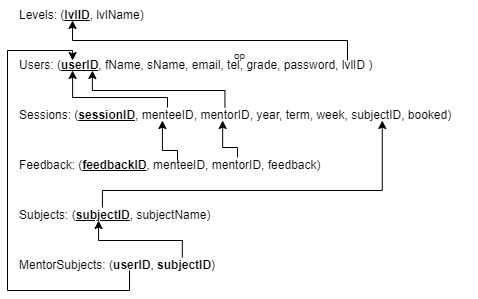 Levels: (lvlID, lvlName)
op
Users: (userID, fName, sName, email, tel, grade, password, lvlID )
Sessions: (sessionID, menteeID, mentorID, year, term, week, subjectID, booked)
Feedback: (feedbackID, menteeID, mentorID, feedback)
Subjects: (subjectID, subjectName)
MentorSubjects: (userID, subjectID)